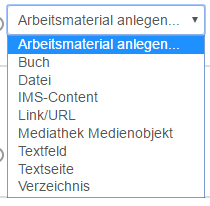 Arbeitsmaterial anlegen...
Arbeitsmaterial anlegen...
Buch
Datei
IMS-Content
Link/URL
Mediathek Medienobjekt
Textfeld
Textseite
Verzeichnis